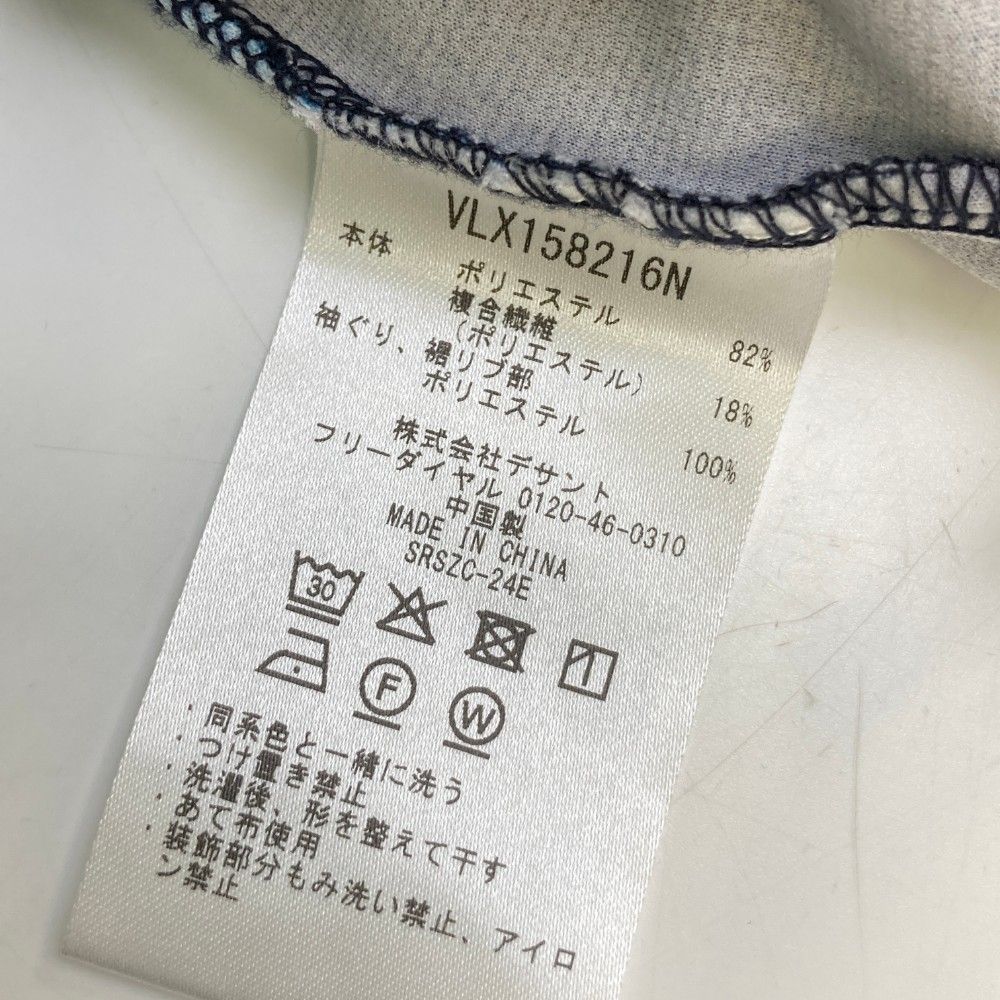 VLX158216N
本体
ポリエステル 82%
複合繊維
(ポリエステル) 18%
袖ぐり、裾リブ部
ポリエステル 100%
株式会社デサント
フリーダイヤル 0120-46-0310
中国製
MADE IN CHINA
SRSZC-24E
30
1
F W
・同系色と一緒に洗う
・つけ置き禁止
・洗濯後、形を整えて干す
・あて布使用
・装飾部分もみ洗い禁止、アイロ
ン禁止